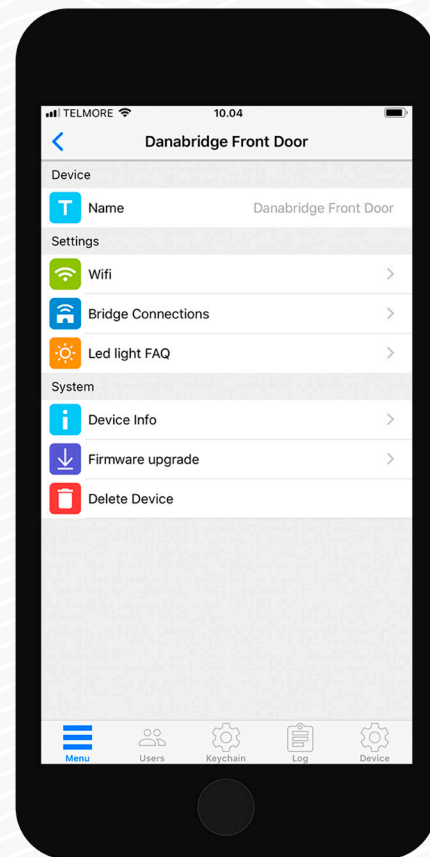 TELMORE 10.04
Danabridge Front Door
Device
T Name Danabridge Front Door
Settings
Wifi
Bridge Connections
Led light FAQ
System
i Device Info
Firmware upgrade
Delete Device
Menu Users Keychain Log Device